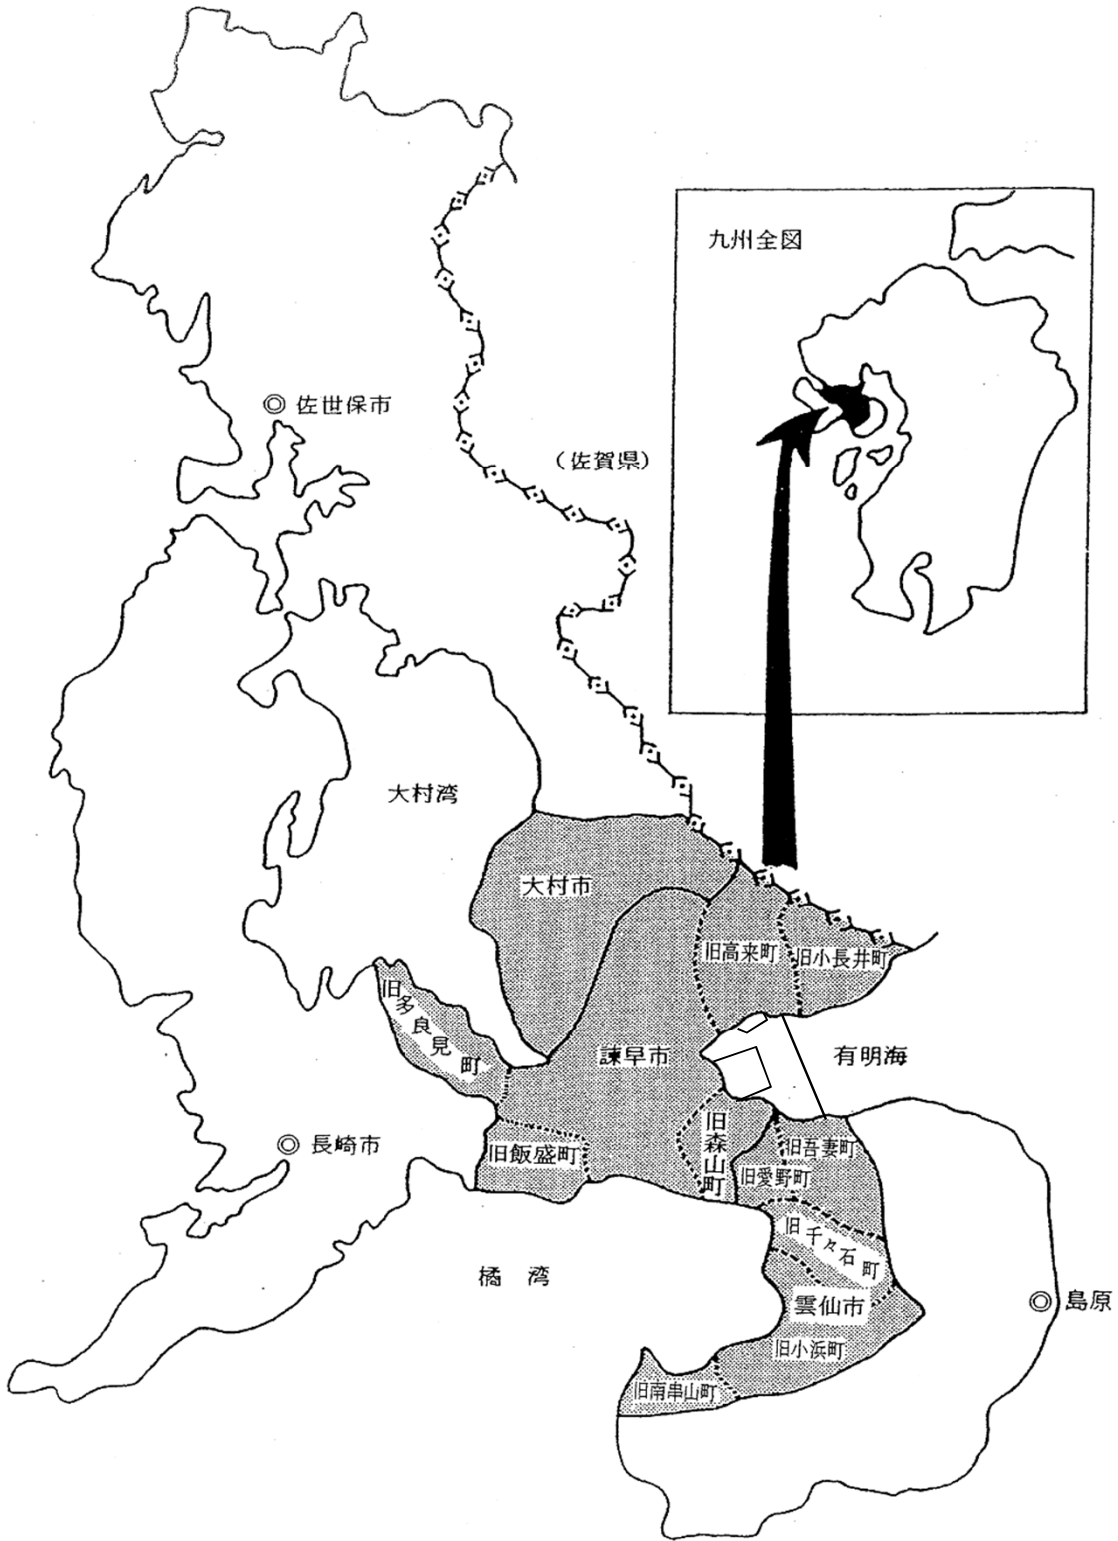 九州全図
佐世保市
（佐賀県）
大村湾
大村市
旧高来町
旧小長井町
旧多良見町
諫早市
有明海
旧森山町
長崎市
旧飯盛町
旧吾妻町
旧愛野町
旧千々石町
橘湾
雲仙市
島原
旧小浜町
旧南串山町